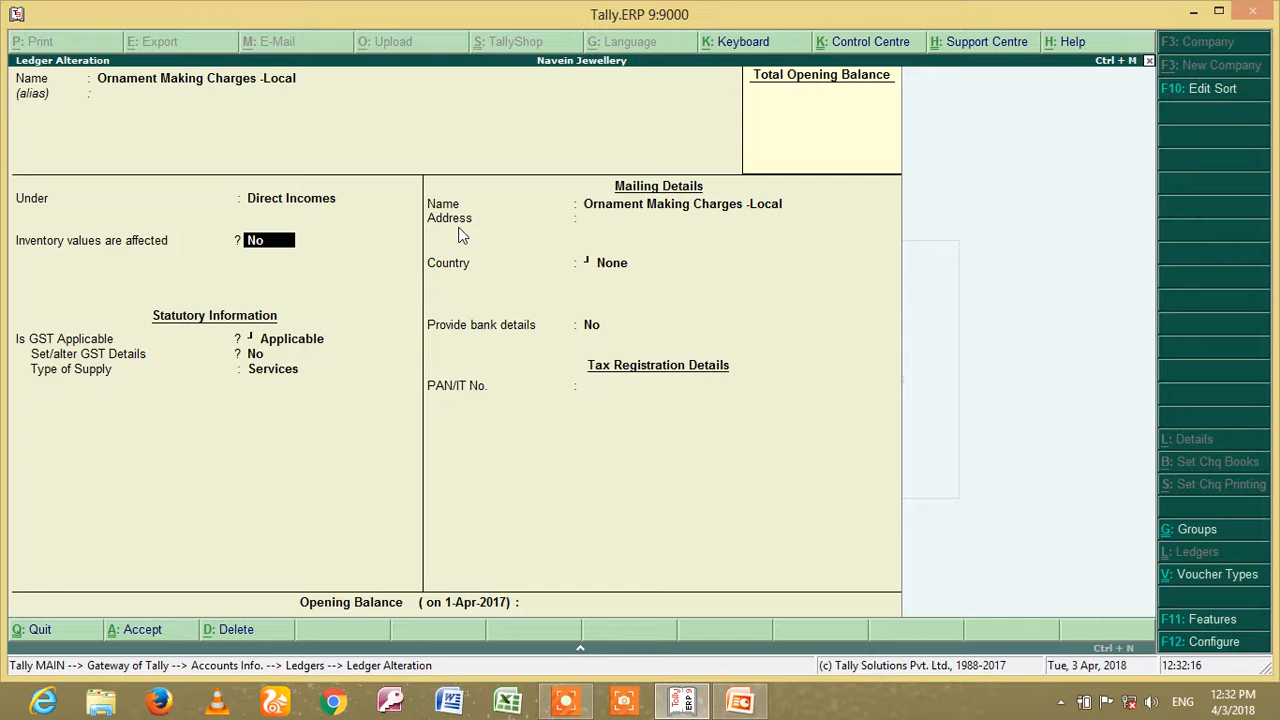 Tally.ERP 9:9000
P: Print
E: Export
M: E-Mail
O: Upload
S: TallyShop
G: Language
K: Keyboard
K: Control Centre
H: Support Centre
H: Help
F3: Company
Ledger Alteration
Navein Jewellery
Ctrl + M
F3: New Company
Name : Ornament Making Charges -Local
Total Opening Balance
(alias) :
F10: Edit Sort
Under : Direct Incomes
Inventory values are affected ? No
Mailing Details
Name : Ornament Making Charges -Local
Address :
Country : ┘ None
Statutory Information
Is GST Applicable ? ┘ Applicable
Set/alter GST Details ? No
Type of Supply : Services
Provide bank details : No
Tax Registration Details
PAN/IT No. :
L: Details
B: Set Chq Books
S: Set Chq Printing
G: Groups
L: Ledgers
V: Voucher Types
Opening Balance ( on 1-Apr-2017) :
F11: Features
Q: Quit
A: Accept
D: Delete
F12: Configure
Ctrl + N
Tally MAIN --> Gateway of Tally --> Accounts Info. --> Ledgers --> Ledger Alteration
(c) Tally Solutions Pvt. Ltd., 1988-2017
Tue, 3 Apr, 2018
12:32:16
Tally
ERP 9
12:32 PM
4/3/2018